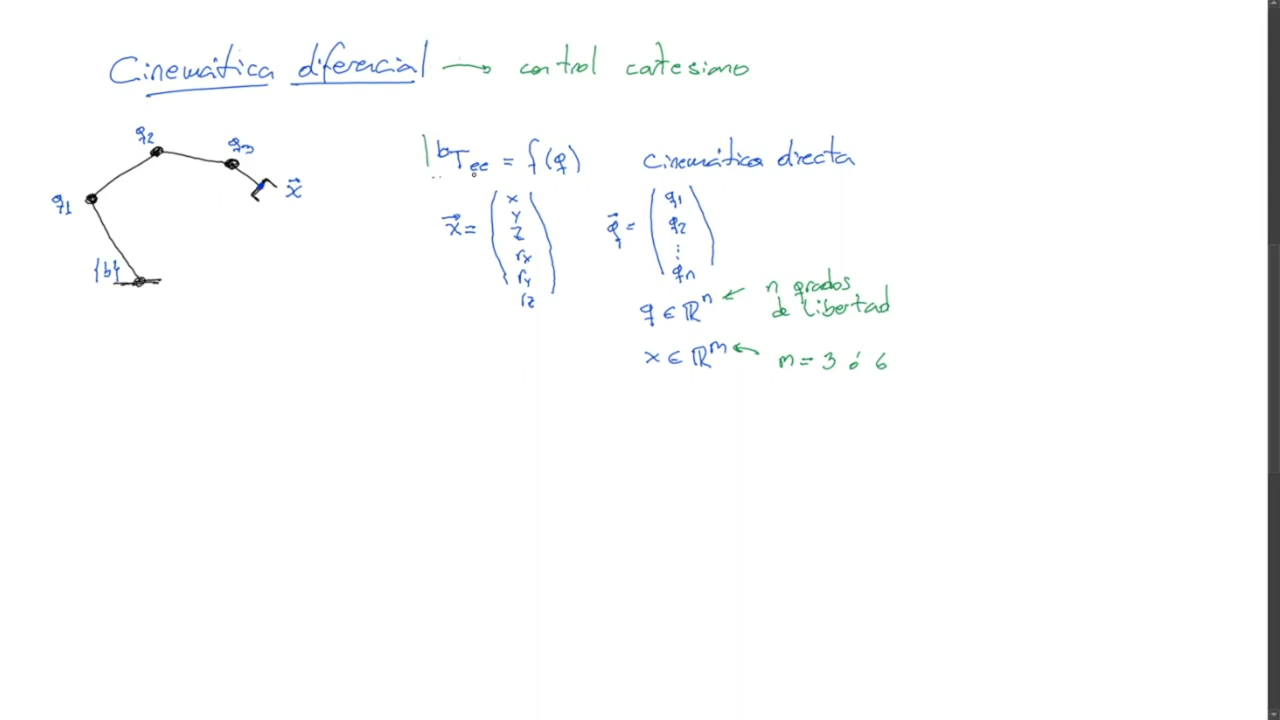 Cinemática diferencial → control cartesiano
q2
q3
q1
x⃗
{b}
ᵇTee = f(q) cinemática directa
x⃗ = ( x y z rx ry rz ) q⃗ = ( q1 q2 ⋮ qn )
q ∈ ℝⁿ ← n grados
de libertad
x ∈ ℝᵐ ← m = 3 ó 6